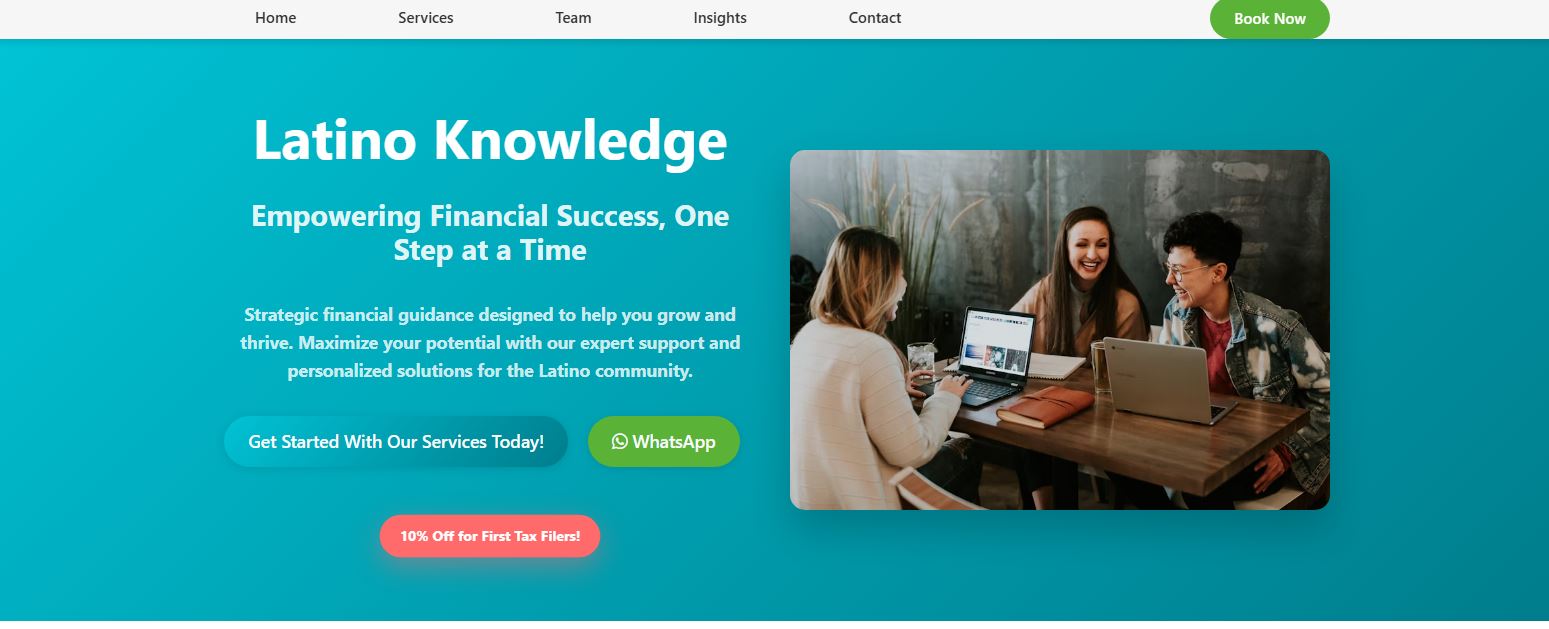 Home Services Team Insights Contact Book Now
Latino Knowledge
Empowering Financial Success, One
Step at a Time
Strategic financial guidance designed to help you grow and
thrive. Maximize your potential with our expert support and
personalized solutions for the Latino community.
Get Started With Our Services Today! WhatsApp
10% Off for First Tax Filers!